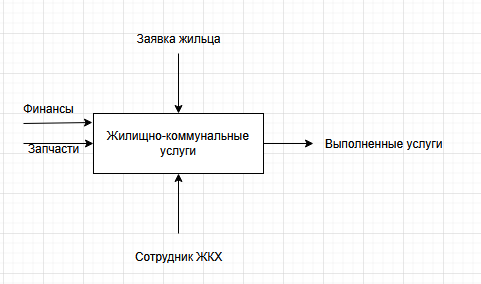 Заявка жильца
Финансы
Запчасти
Жилищно-коммунальные
услуги
Выполненные услуги
Сотрудник ЖКХ